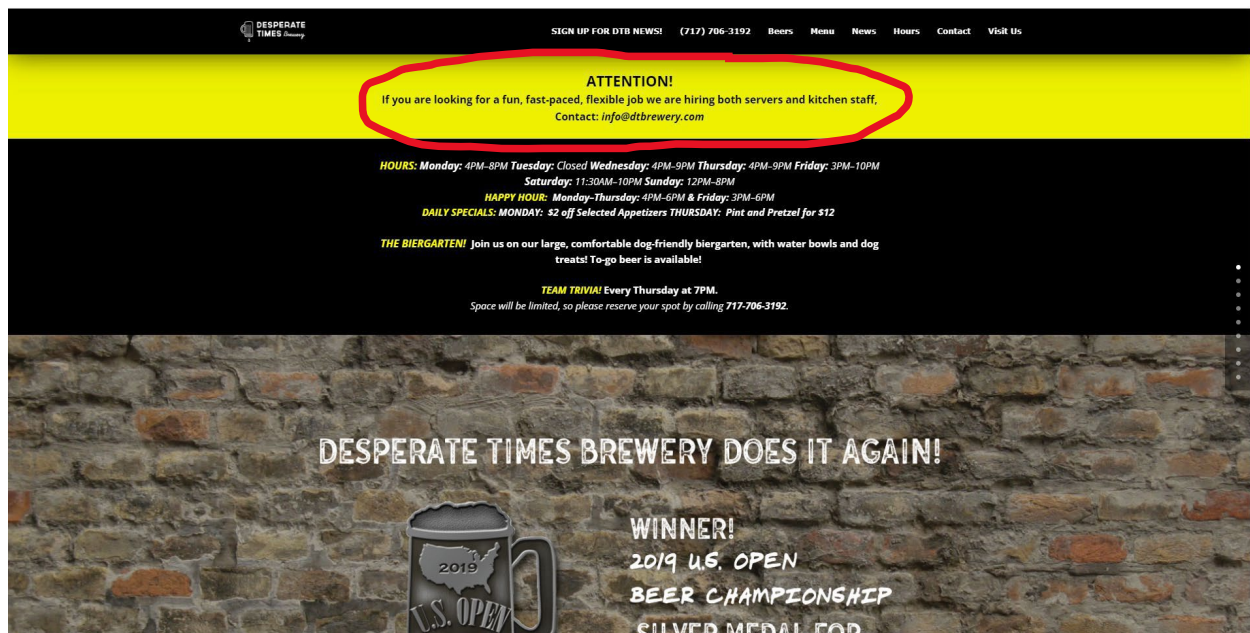 DESPERATE
TIMES Brewery
SIGN UP FOR DTB NEWS! (717) 706-3192 Beers Menu News Hours Contact Visit Us
ATTENTION!
If you are looking for a fun, fast-paced, flexible job we are hiring both servers and kitchen staff,
Contact: info@dtbrewery.com
HOURS: Monday: 4PM–8PM Tuesday: Closed Wednesday: 4PM–9PM Thursday: 4PM–9PM Friday: 3PM–10PM
Saturday: 11:30AM–10PM Sunday: 12PM–8PM
HAPPY HOUR: Monday–Thursday: 4PM–6PM & Friday: 3PM–6PM
DAILY SPECIALS: MONDAY: $2 off Selected Appetizers THURSDAY: Pint and Pretzel for $12
THE BIERGARTEN! Join us on our large, comfortable dog-friendly biergarten, with water bowls and dog
treats! To-go beer is available!
TEAM TRIVIA! Every Thursday at 7PM.
Space will be limited, so please reserve your spot by calling 717-706-3192.
DESPERATE TIMES BREWERY DOES IT AGAIN!
2019
U.S. OPEN
WINNER!
2019 U.S. OPEN
BEER CHAMPIONSHIP
SILVER MEDAL FOR